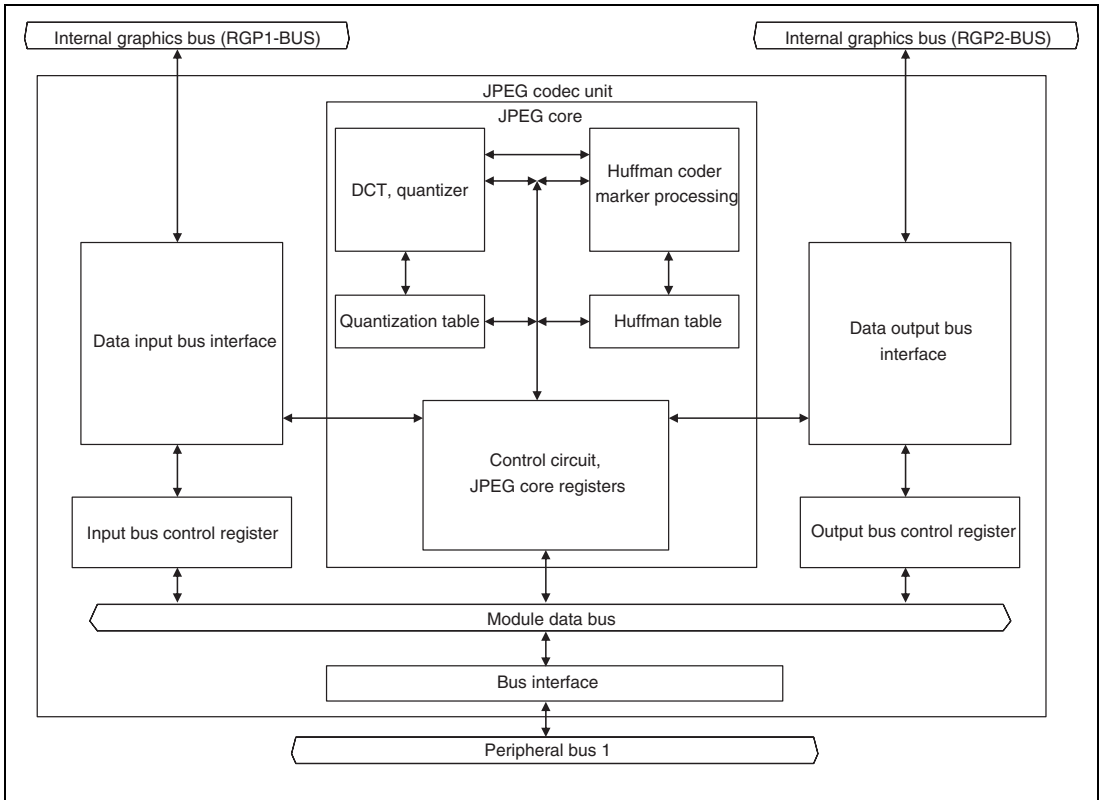 Internal graphics bus (RGP1-BUS)
Internal graphics bus (RGP2-BUS)
JPEG codec unit
JPEG core
DCT, quantizer
Huffman coder
marker processing
Quantization table
Huffman table
Data input bus interface
Data output bus
interface
Control circuit,
JPEG core registers
Input bus control register
Output bus control register
Module data bus
Bus interface
Peripheral bus 1